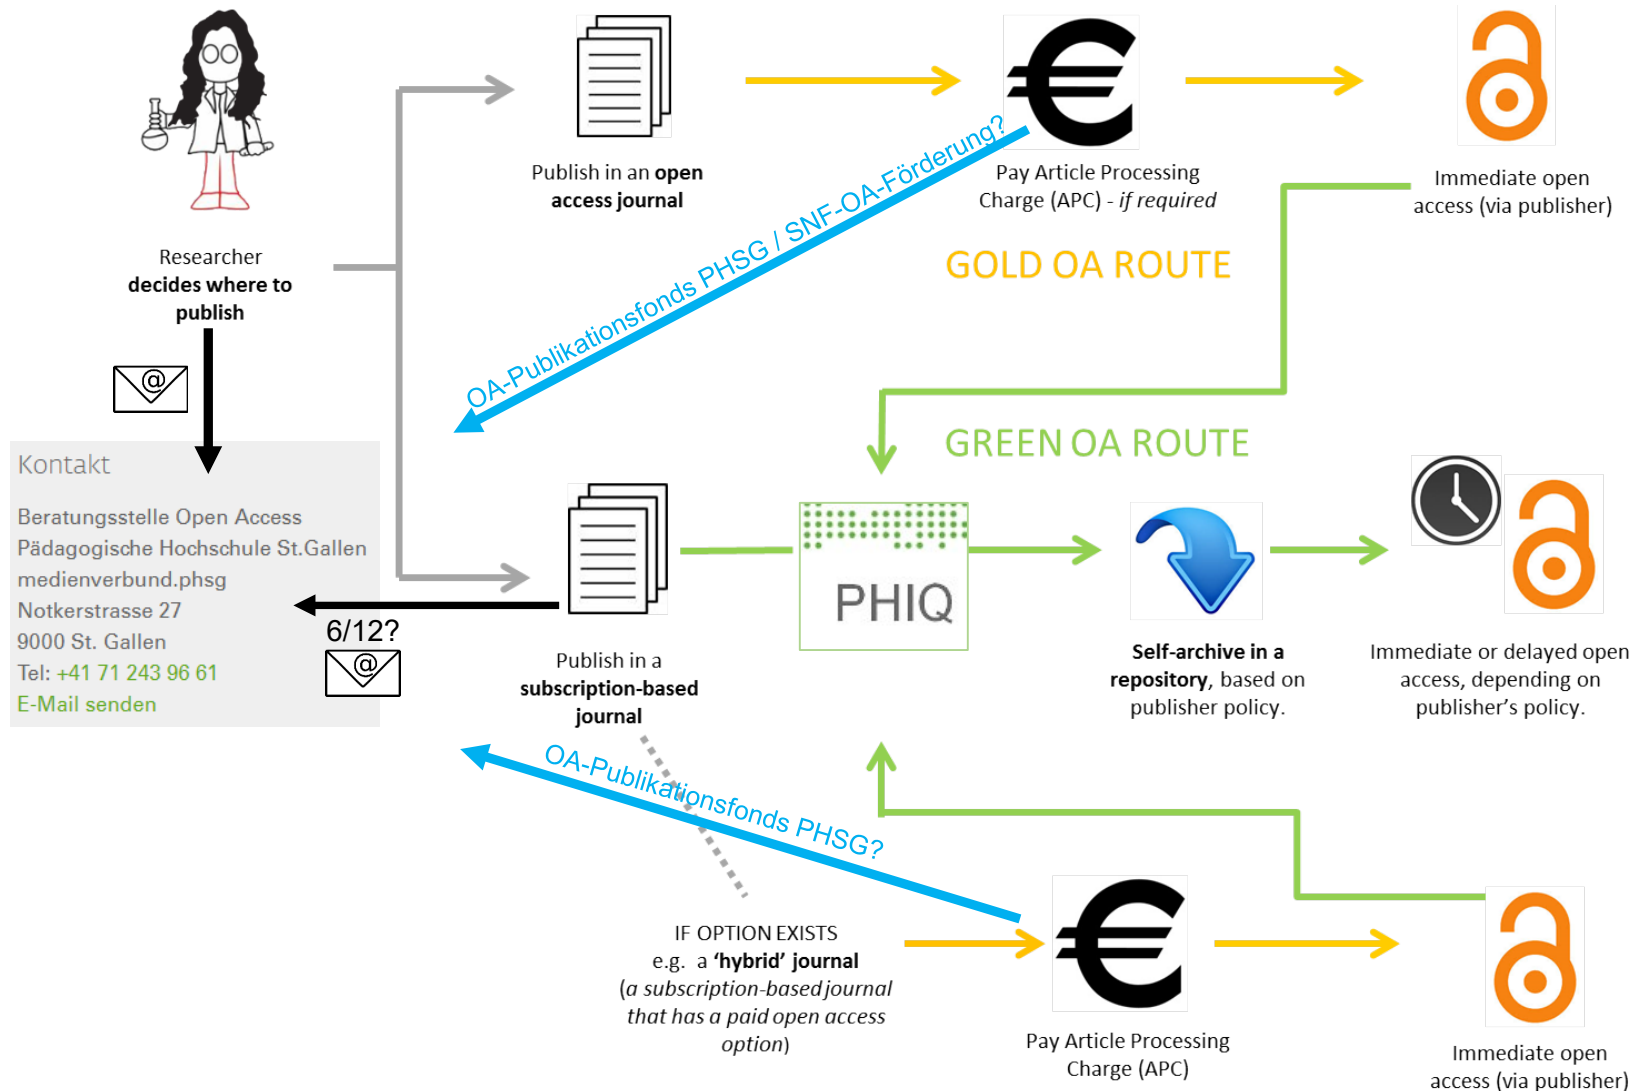 Researcher
decides where to
publish
Publish in an open
access journal
Pay Article Processing
Charge (APC) - if required
Immediate open
access (via publisher)
OA-Publikationsfonds PHSG / SNF-OA-Förderung?
GOLD OA ROUTE
GREEN OA ROUTE
@
Kontakt
Beratungsstelle Open Access
Pädagogische Hochschule St.Gallen
medienverbund.phsg
Notkerstrasse 27
9000 St. Gallen
Tel: +41 71 243 96 61
E-Mail senden
6/12?
@
Publish in a
subscription-based
journal
PHIQ
Self-archive in a
repository, based on
publisher policy.
Immediate or delayed open
access, depending on
publisher's policy.
OA-Publikationsfonds PHSG?
IF OPTION EXISTS
e.g. a ‘hybrid’ journal
(a subscription-based journal
that has a paid open access
option)
Pay Article Processing
Charge (APC)
Immediate open
access (via publisher)